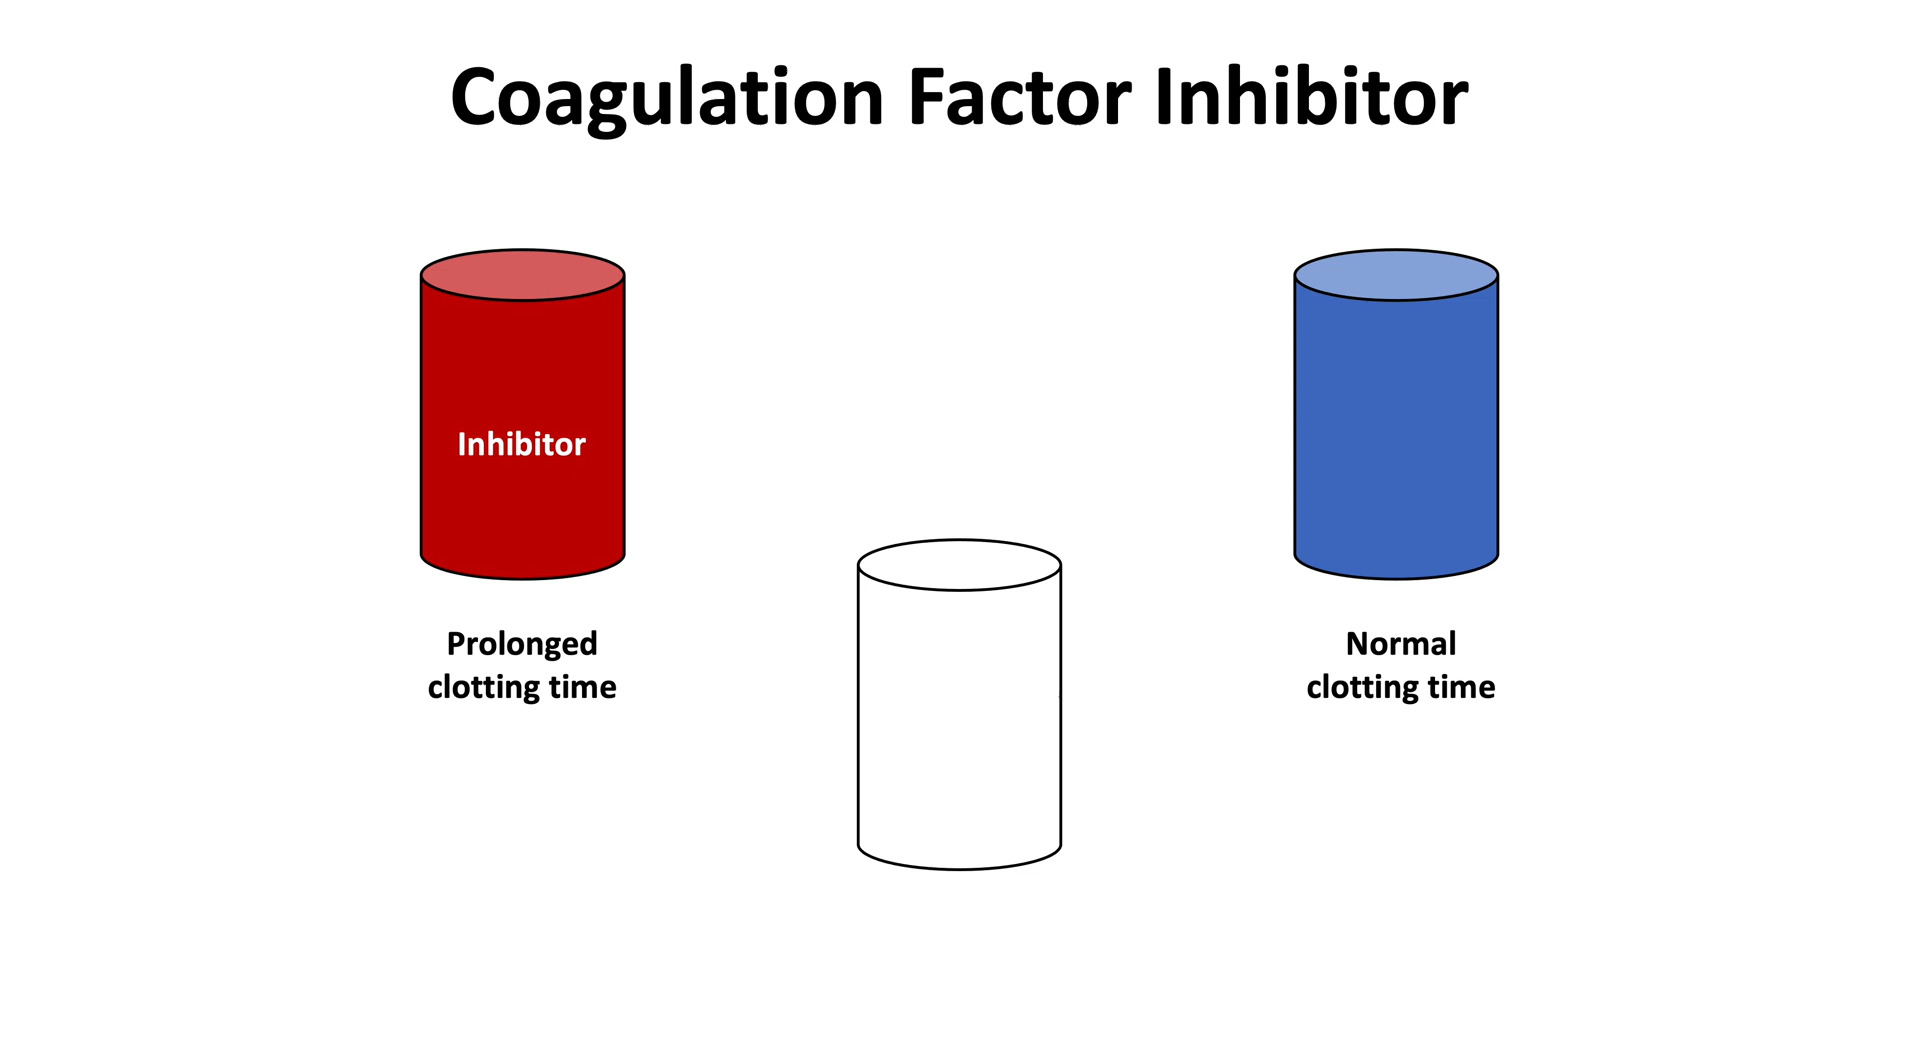 Coagulation Factor Inhibitor
Inhibitor
Prolonged
clotting time
Normal
clotting time